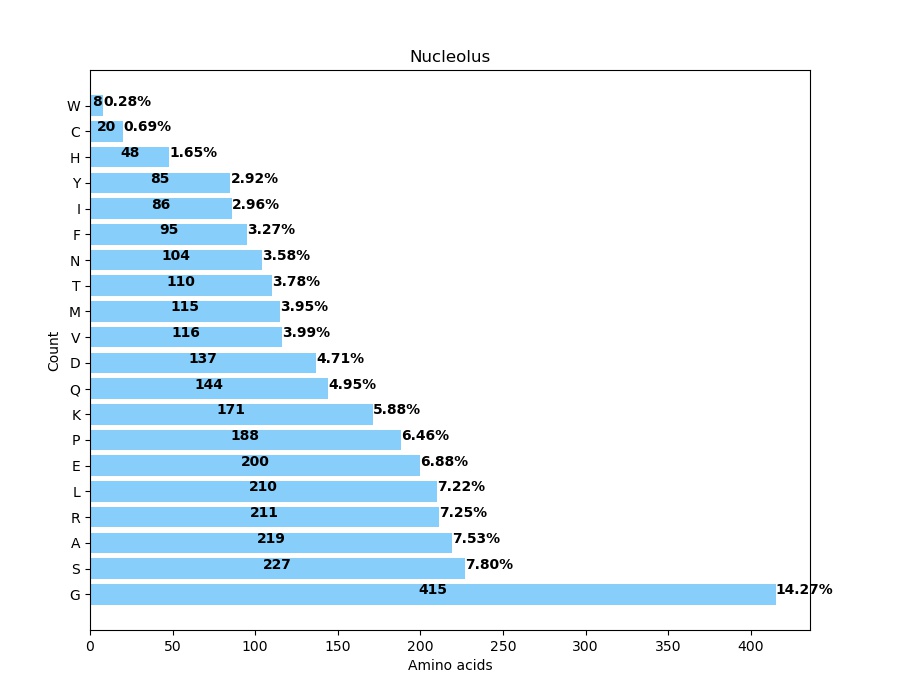 Nucleolus
W 8 0.28%
C 20 0.69%
H 48 1.65%
Y 85 2.92%
I 86 2.96%
F 95 3.27%
N 104 3.58%
T 110 3.78%
M 115 3.95%
V 116 3.99%
D 137 4.71%
Q 144 4.95%
K 171 5.88%
P 188 6.46%
E 200 6.88%
L 210 7.22%
R 211 7.25%
A 219 7.53%
S 227 7.80%
G 415 14.27%
Count
0 50 100 150 200 250 300 350 400
Amino acids